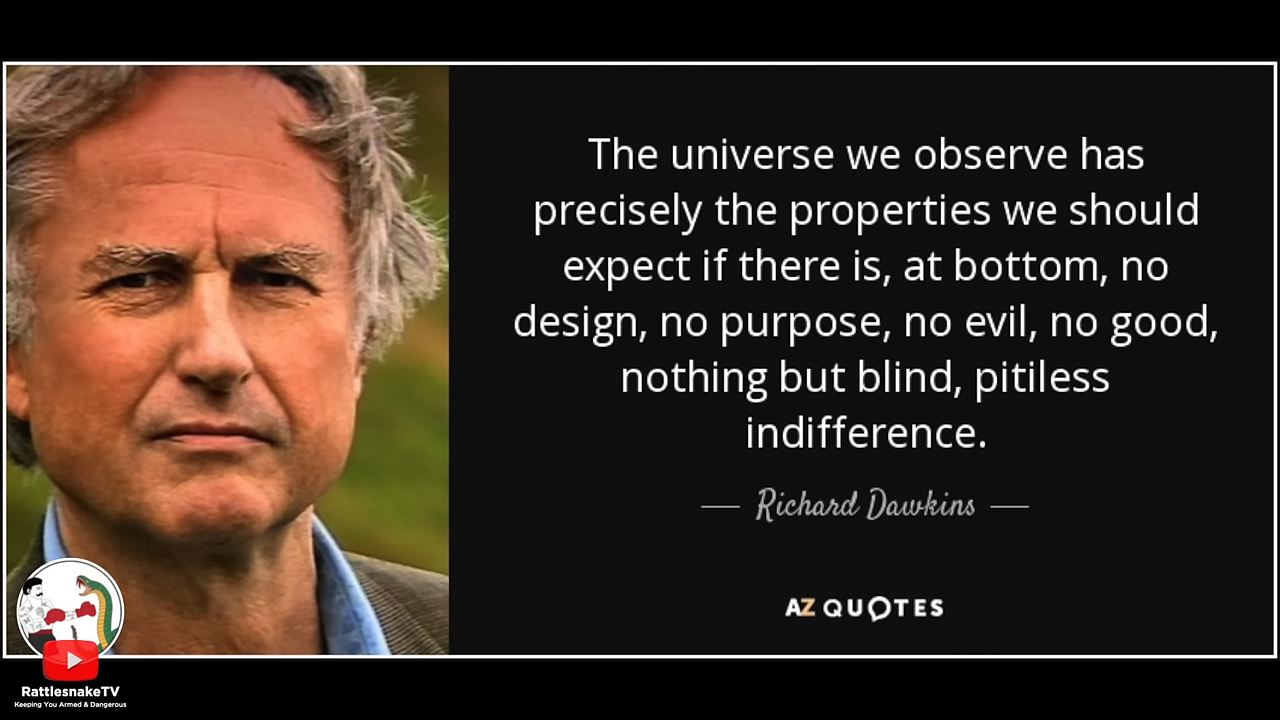 The universe we observe has
precisely the properties we should
expect if there is, at bottom, no
design, no purpose, no evil, no good,
nothing but blind, pitiless
indifference.
Richard Dawkins
AZ QUOTES
RattlesnakeTV
Keeping You Armed & Dangerous